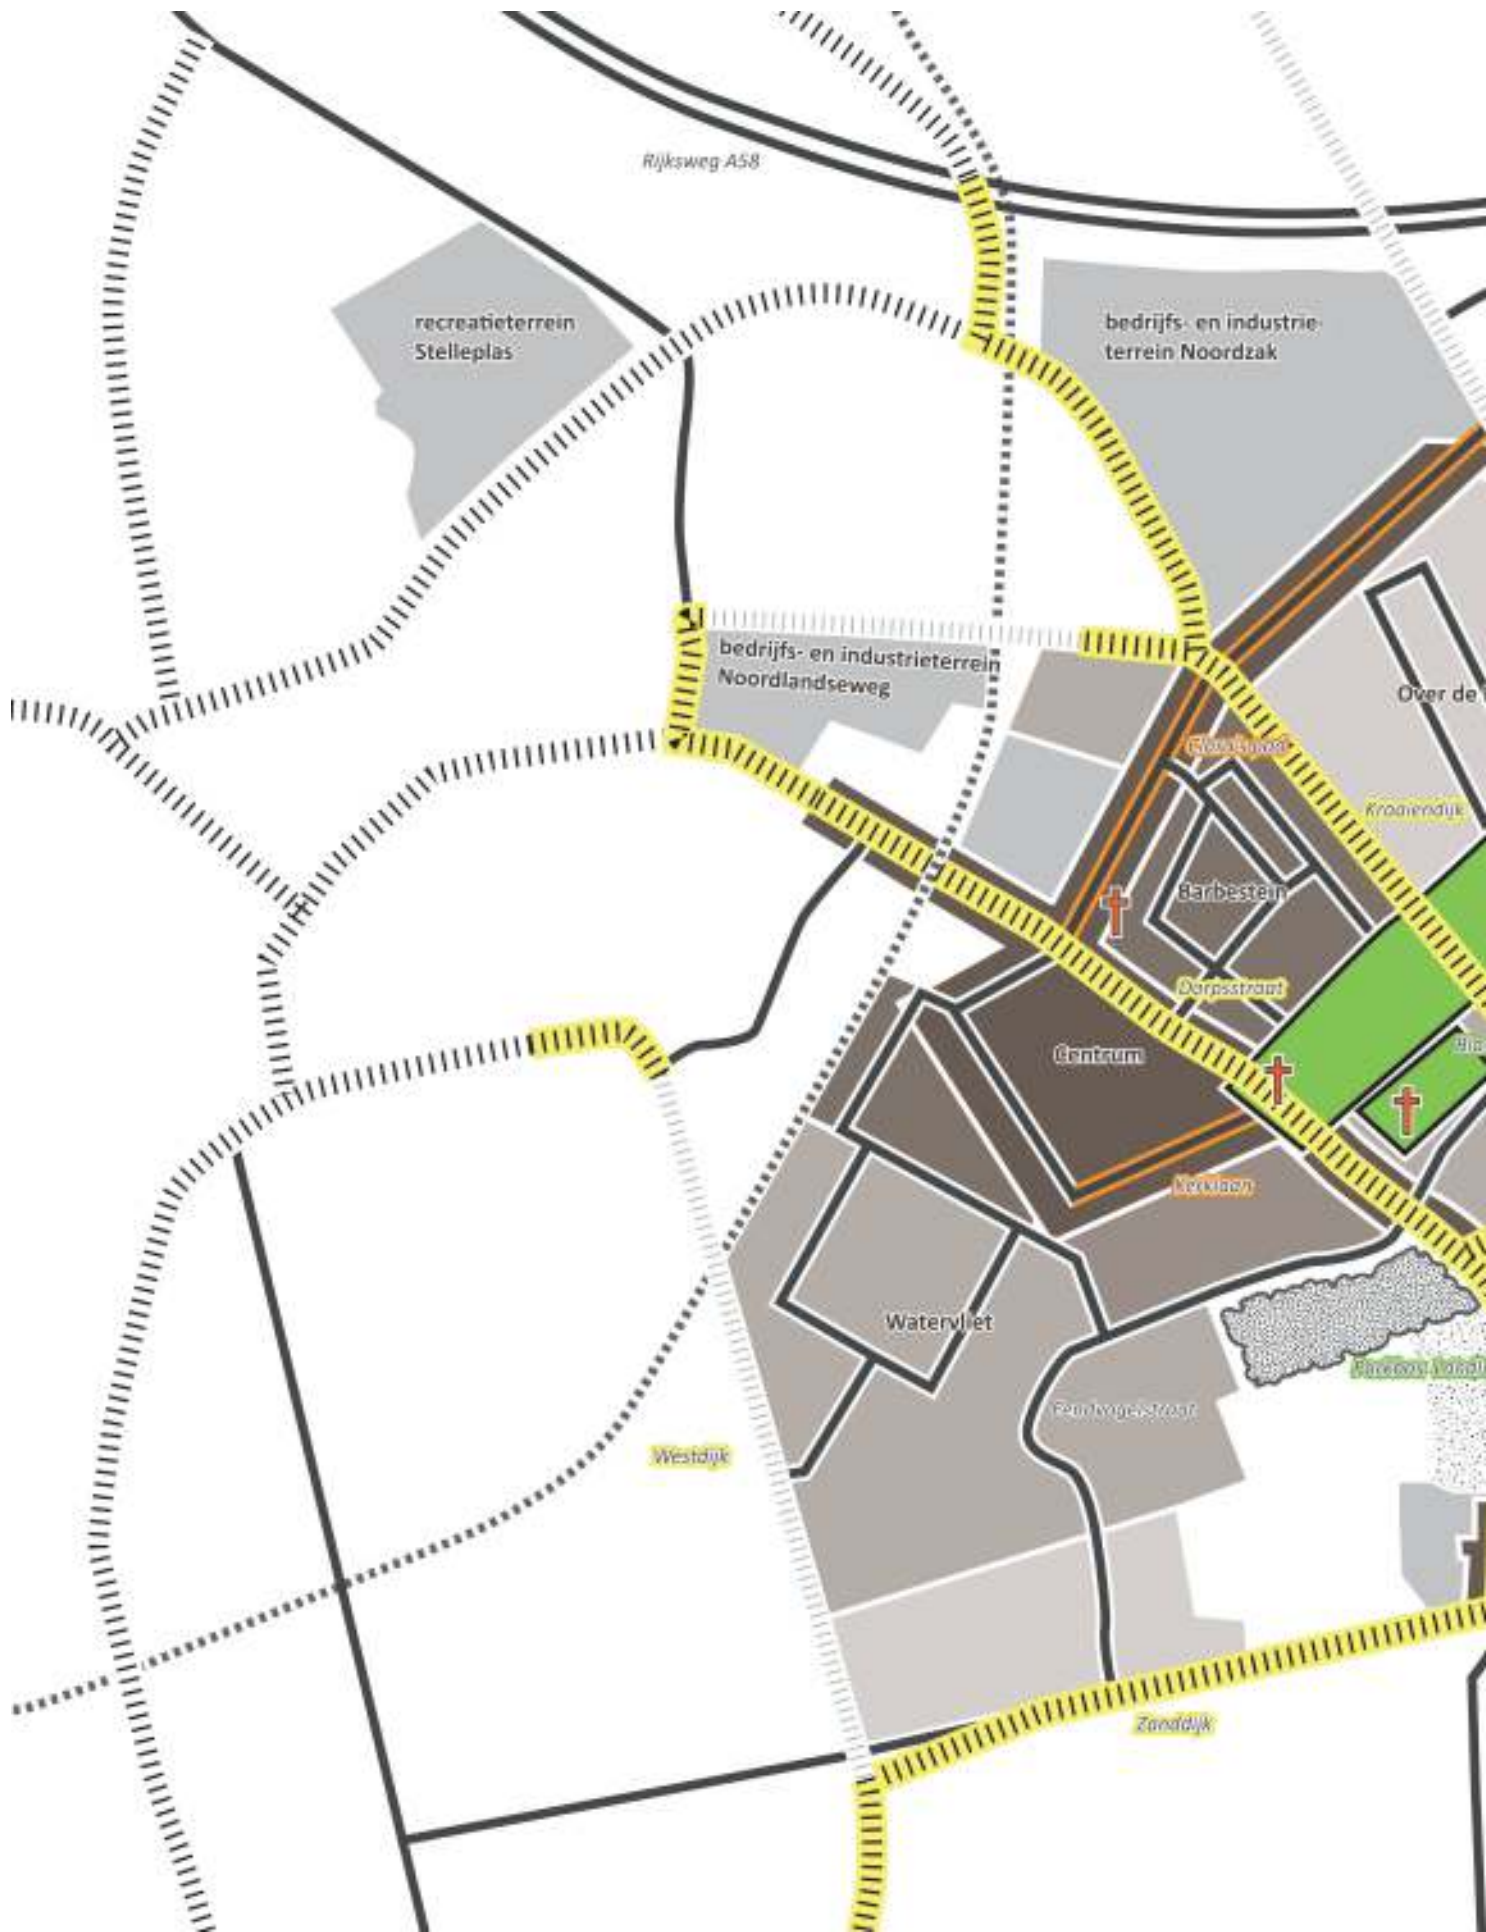 Rijksweg A58
recreatieterrein
Stelleplas
bedrijfs- en industrie-
terrein Noordzak
bedrijfs- en industrieterrein
Noordlandseweg
Over de
Kraaiendijk
Barbestein
Dorpsstraat
Centrum
Kerklaan
Watervliet
Eendvogelstraat
Westdijk
Zanddijk